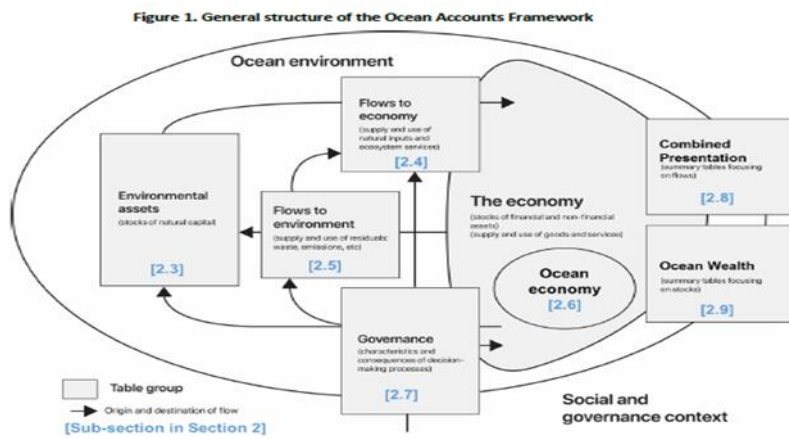 Figure 1. General structure of the Ocean Accounts Framework
Ocean environment
Flows to
economy
(supply and use of
natural inputs and
ecosystem services)
[2.4]
Environmental
assets
(stocks of natural capital)
[2.3]
Flows to
environment
(supply and use of residuals:
waste, emissions, etc)
[2.5]
The economy
(stocks of financial and non-financial
assets)
(supply and use of goods and services)
Ocean
economy
[2.6]
Combined
Presentation
(summary tables focusing
on flows)
[2.8]
Ocean Wealth
(summary tables focusing
on stocks)
[2.9]
Governance
(characteristics and
consequences of decision-
making processes)
[2.7]
Table group
Origin and destination of flow
[Sub-section in Section 2]
Social and
governance context